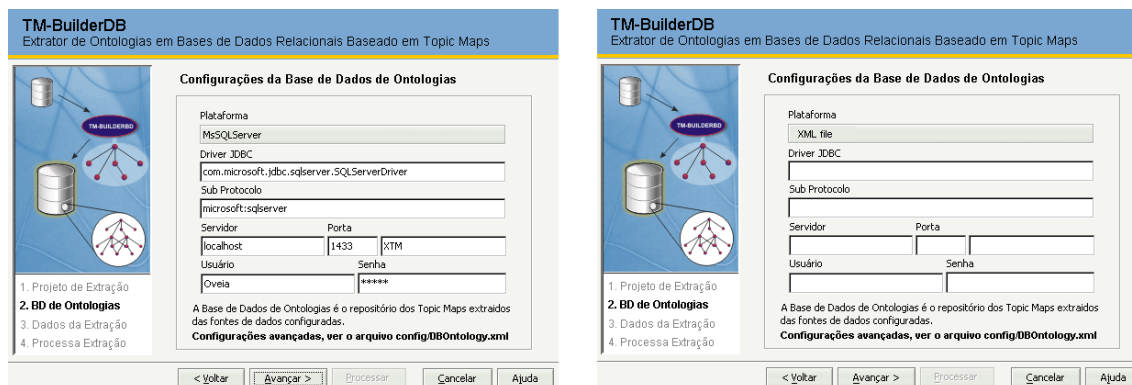 TM-BuilderDB
Extrator de Ontologias em Bases de Dados Relacionais Baseado em Topic Maps
Configurações da Base de Dados de Ontologias
TM-BUILDERBD
Plataforma
MsSQLServer
Driver JDBC
com.microsoft.jdbc.sqlserver.SQLServerDriver
Sub Protocolo
microsoft:sqlserver
Servidor Porta
localhost 1433 XTM
Usuário Senha
Oveia *****
1. Projeto de Extração
2. BD de Ontologias
3. Dados da Extração
4. Processa Extração
A Base de Dados de Ontologias é o repositório dos Topic Maps extraidos
das fontes de dados configuradas.
Configurações avançadas, ver o arquivo config/DBOntology.xml
< Voltar Avançar > Processar Cancelar Ajuda
TM-BuilderDB
Extrator de Ontologias em Bases de Dados Relacionais Baseado em Topic Maps
Configurações da Base de Dados de Ontologias
TM-BUILDERBD
Plataforma
XML file
Driver JDBC
Sub Protocolo
Servidor Porta
Usuário Senha
1. Projeto de Extração
2. BD de Ontologias
3. Dados da Extração
4. Processa Extração
A Base de Dados de Ontologias é o repositório dos Topic Maps extraidos
das fontes de dados configuradas.
Configurações avançadas, ver o arquivo config/DBOntology.xml
< Voltar Avançar > Processar Cancelar Ajuda